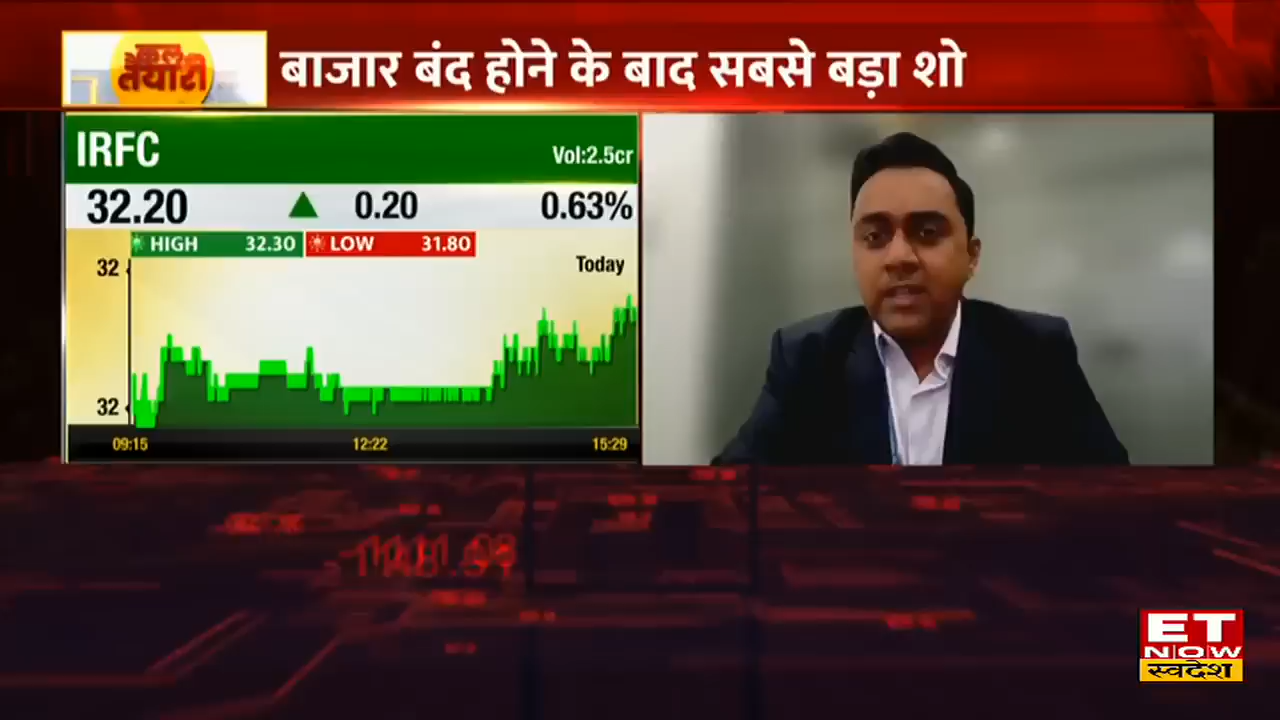 कल की तैयारी
बाजार बंद होने के बाद सबसे बड़ा शो
IRFC
Vol:2.5cr
32.20 ▲ 0.20 0.63%
HIGH 32.30 LOW 31.80
Today
32
32
09:15 12:22 15:29
ET
NOW
स्वदेश